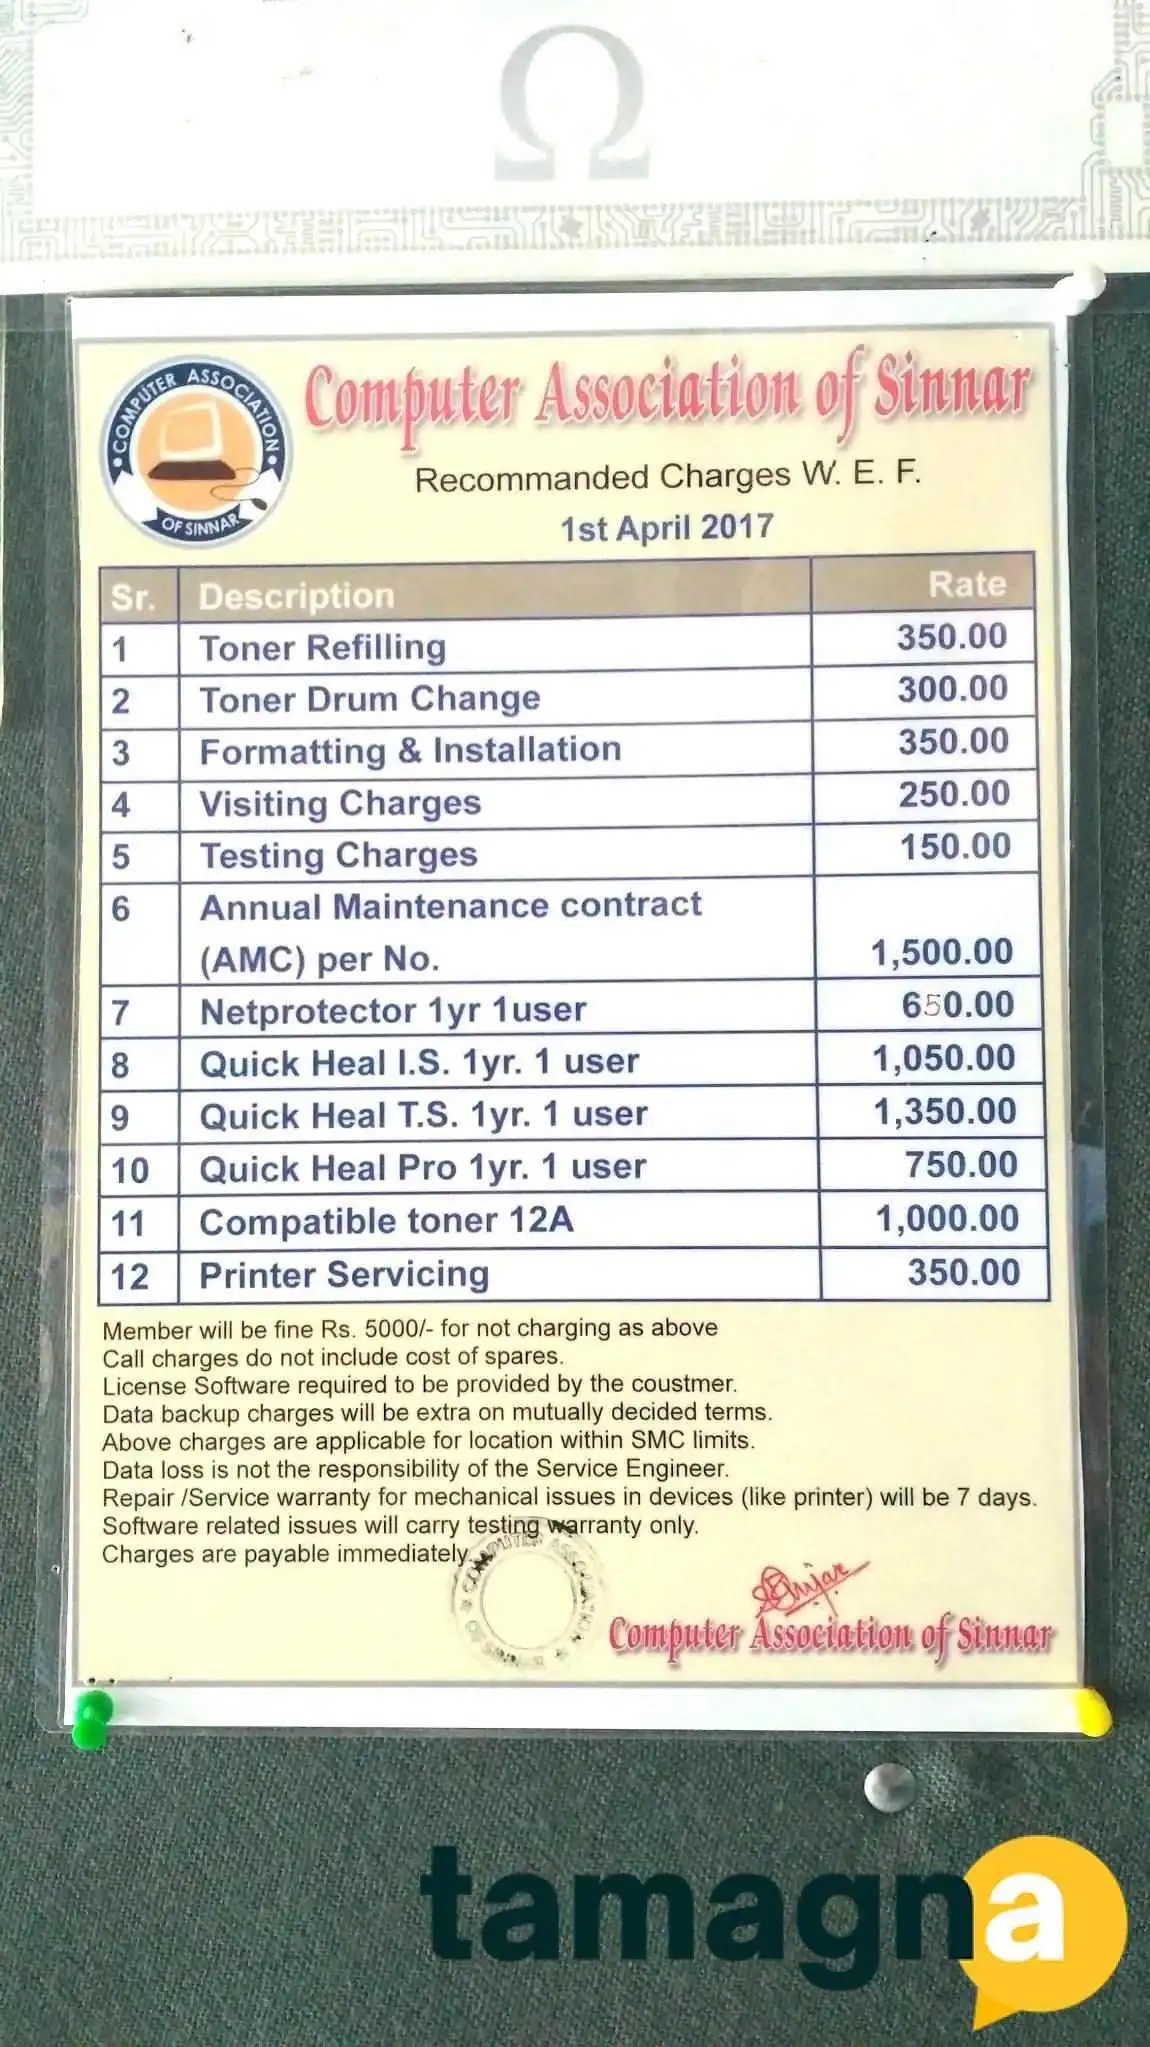 Ω
COMPUTER ASSOCIATION
OF SINNAR
Computer Association of Sinnar
Recommanded Charges W. E. F.
1st April 2017
Sr. Description Rate
1 Toner Refilling 350.00
2 Toner Drum Change 300.00
3 Formatting & Installation 350.00
4 Visiting Charges 250.00
5 Testing Charges 150.00
6 Annual Maintenance contract
(AMC) per No. 1,500.00
7 Netprotector 1yr 1user 650.00
8 Quick Heal I.S. 1yr. 1 user 1,050.00
9 Quick Heal T.S. 1yr. 1 user 1,350.00
10 Quick Heal Pro 1yr. 1 user 750.00
11 Compatible toner 12A 1,000.00
12 Printer Servicing 350.00
Member will be fine Rs. 5000/- for not charging as above
Call charges do not include cost of spares.
License Software required to be provided by the coustmer.
Data backup charges will be extra on mutually decided terms.
Above charges are applicable for location within SMC limits.
Data loss is not the responsibility of the Service Engineer.
Repair /Service warranty for mechanical issues in devices (like printer) will be 7 days.
Software related issues will carry testing warranty only.
Charges are payable immediately.
COMPUTER ASSOCIATION
Computer Association of Sinnar
tamagna